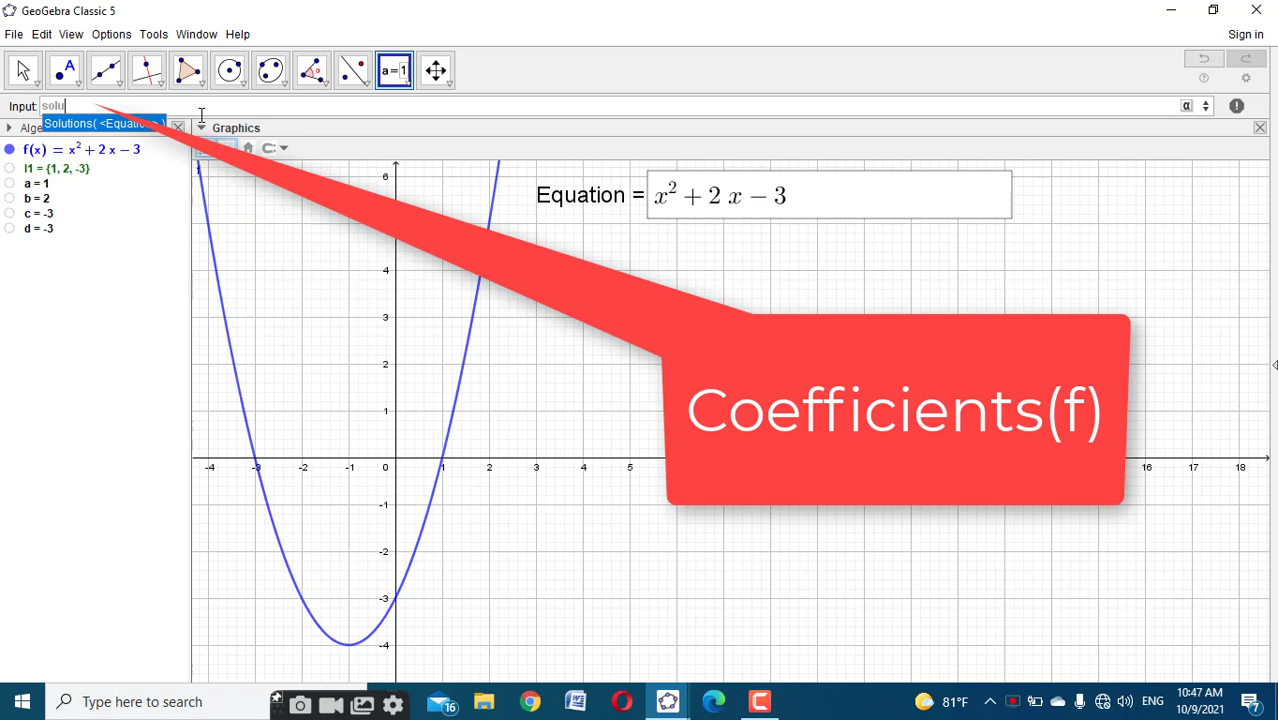 GeoGebra Classic 5
File Edit View Options Tools Window Help
Sign in
A
a=1
Input: solu
α
Solutions( <Equation> )
Alge
Graphics
f(x) = x² + 2 x − 3
l1 = {1, 2, -3}
a = 1
b = 2
c = -3
d = -3
f
Equation = x² + 2 x − 3
6
4
3
2
1
-4 -3 -2 -1 0 1 2 3 4 5 16 17 18
-1
-2
-3
-4
Coefficients(f)
Type here to search
16
81°F
ENG
10:47 AM
10/9/2021
7